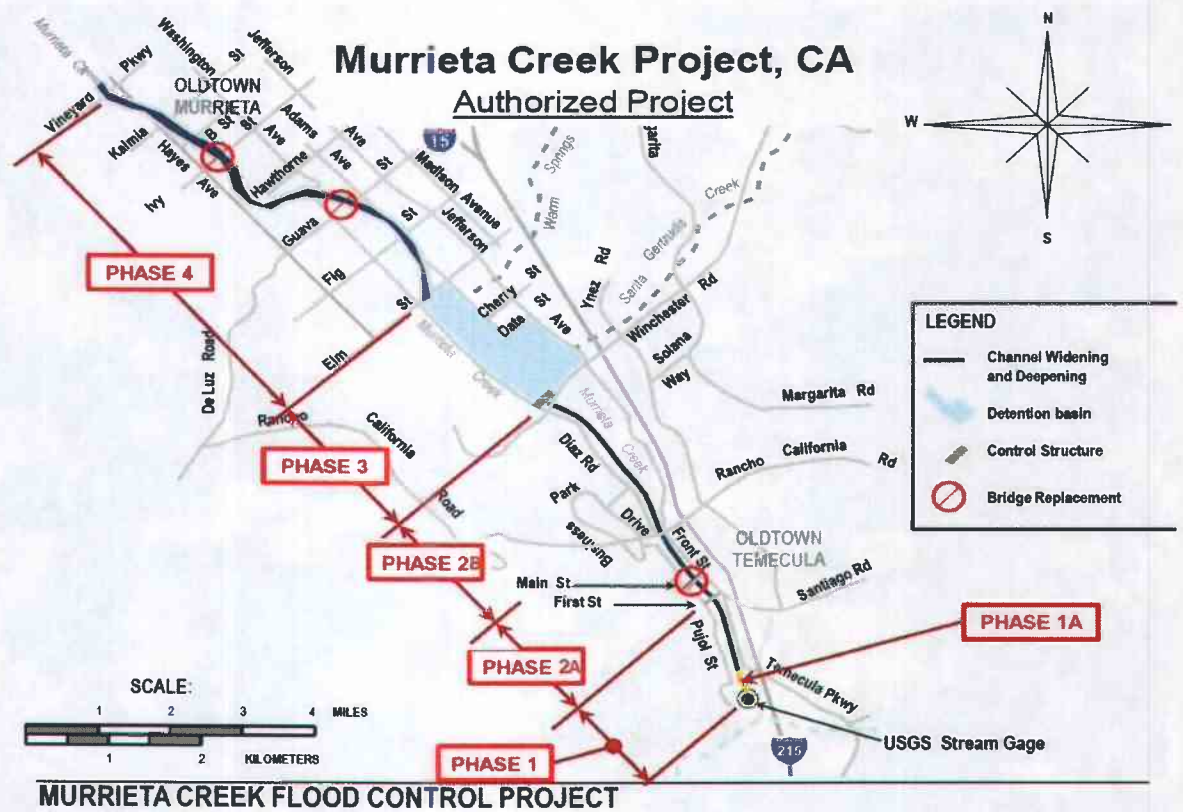 Murrieta Creek Project, CA
Authorized Project
N
W
E
S
Murrieta Crk
Vineyard
Pkwy
Washington
St
Jefferson
OLDTOWN
MURRIETA
Kalmia
B St
St
Adams
Ave
Ave
Hayes
Ave
Hawthorne
Ave
St
Ivy
Guava
Fig
St
Madison Avenue
Jefferson
15
Warm
Springs
Cherry St
Date
St
Ave
Ynez Rd
Santa Gertrudis
Creek
Winchester Rd
Solana
Way
Margarita Rd
Rancho California
Rd
PHASE 4
St
Elm
Murrieta
Creek
De Luz Road
Rancho
California
Road
PHASE 3
Murrieta
Creek
Diaz Rd
Park
Drive
Business
Front St
OLDTOWN
TEMECULA
Santiago Rd
Main St
First St
Pujol St
PHASE 2B
PHASE 2A
PHASE 1
PHASE 1A
Temecula Pkwy
USGS Stream Gage
215
LEGEND
Channel Widening
and Deepening
Detention basin
Control Structure
Bridge Replacement
SCALE:
1 2 3 4 MILES
1 2 KILOMETERS
MURRIETA CREEK FLOOD CONTROL PROJECT